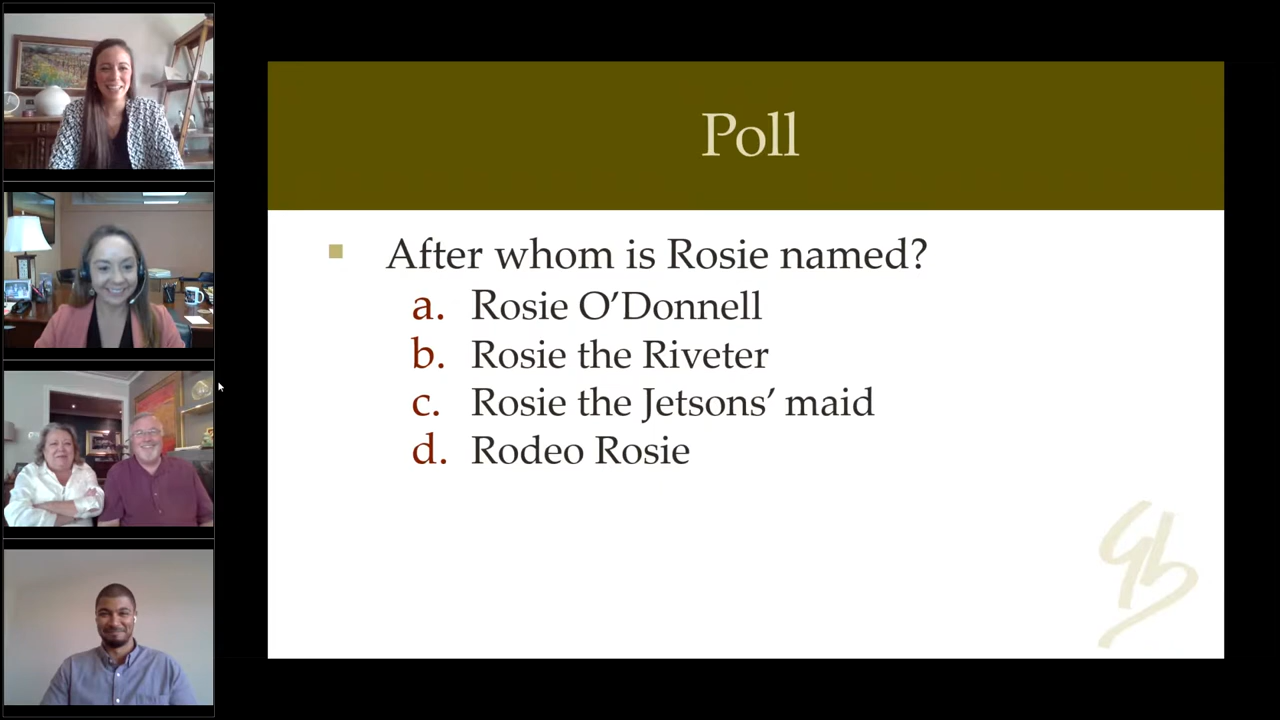 Poll
After whom is Rosie named?
a. Rosie O’Donnell
b. Rosie the Riveter
c. Rosie the Jetsons’ maid
d. Rodeo Rosie